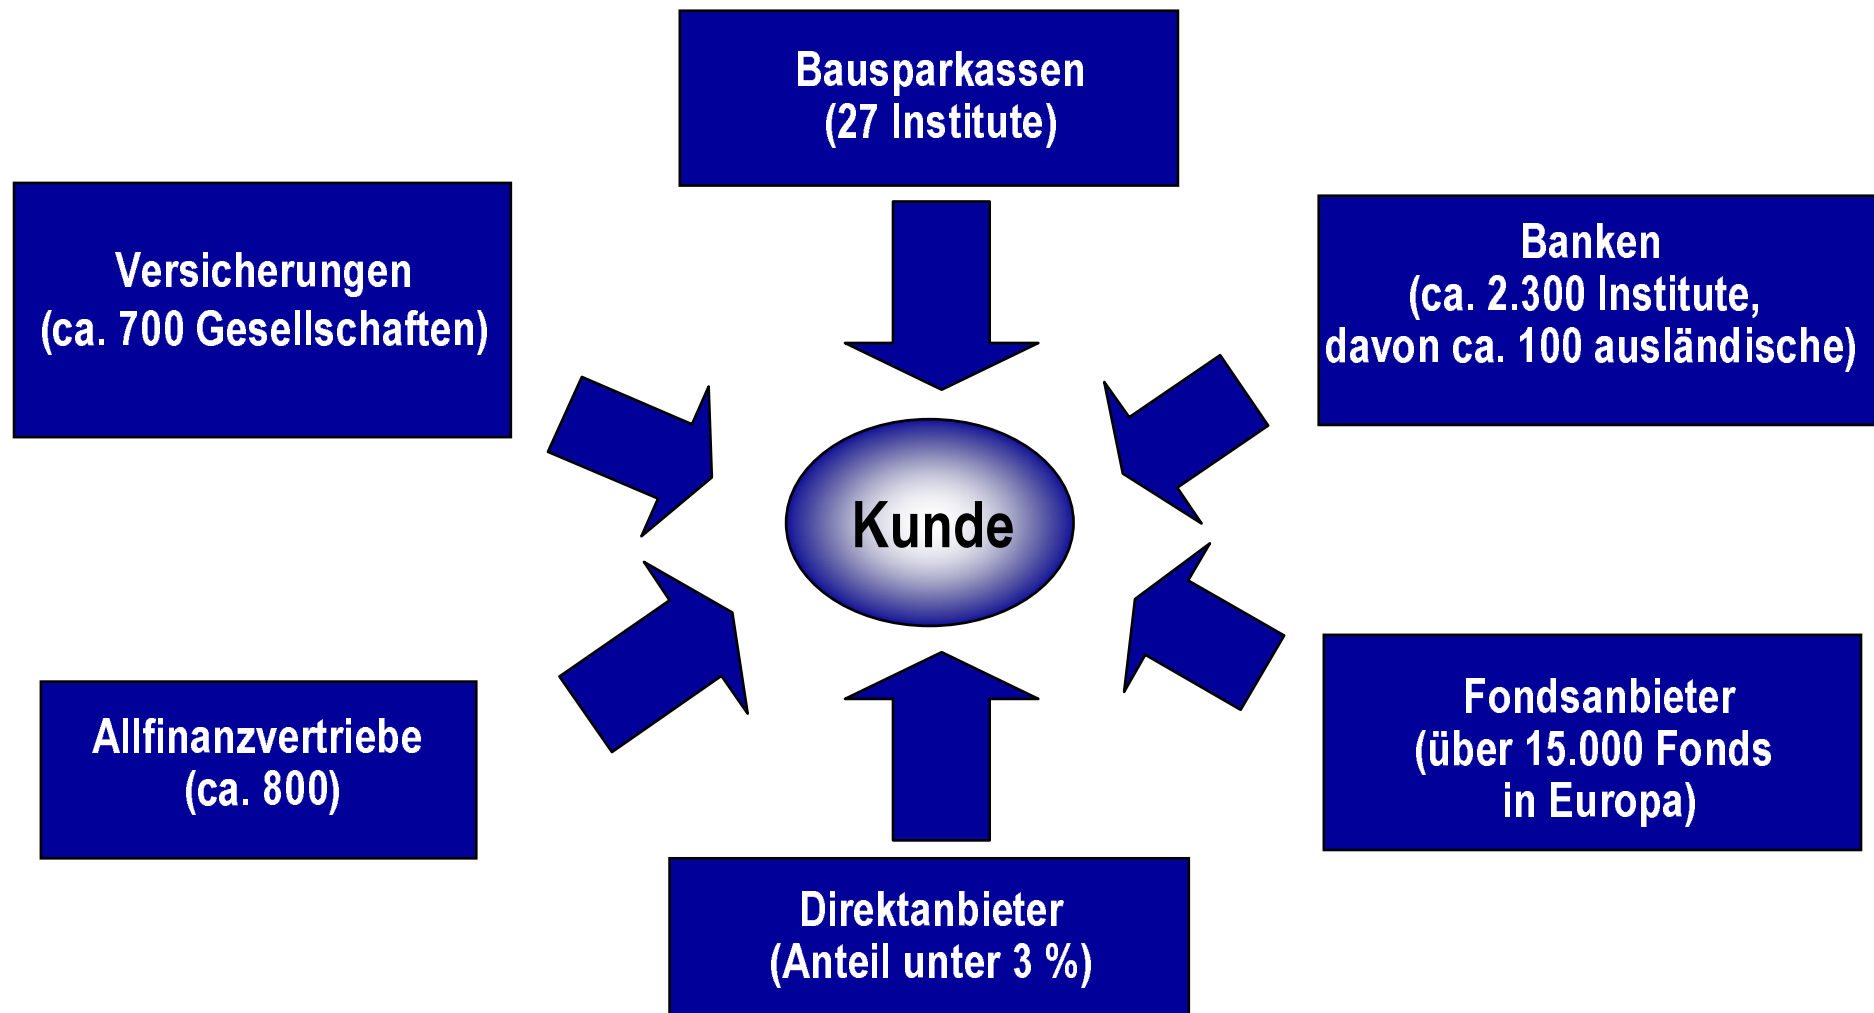 Bausparkassen
(27 Institute)
Versicherungen
(ca. 700 Gesellschaften)
Banken
(ca. 2.300 Institute,
davon ca. 100 ausländische)
Kunde
Allfinanzvertriebe
(ca. 800)
Fondsanbieter
(über 15.000 Fonds
in Europa)
Direktanbieter
(Anteil unter 3 %)